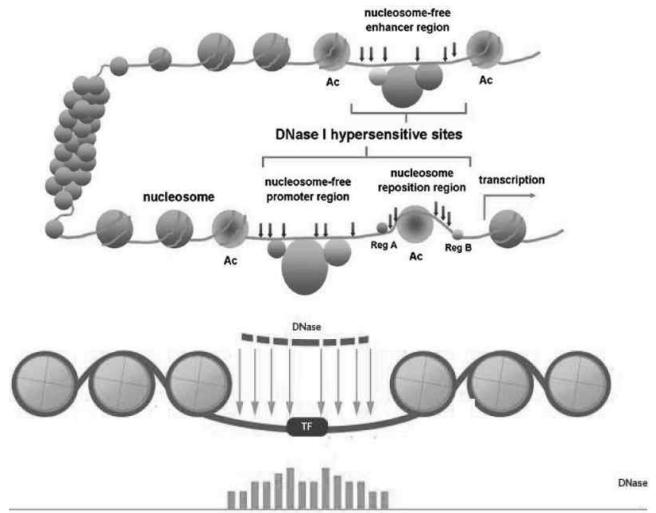 nucleosome-free
enhancer region
Ac
Ac
DNase I hypersensitive sites
nucleosome
nucleosome-free
promoter region
nucleosome
reposition region
transcription
Ac
Reg A
Ac
Reg B
DNase
TF
DNase